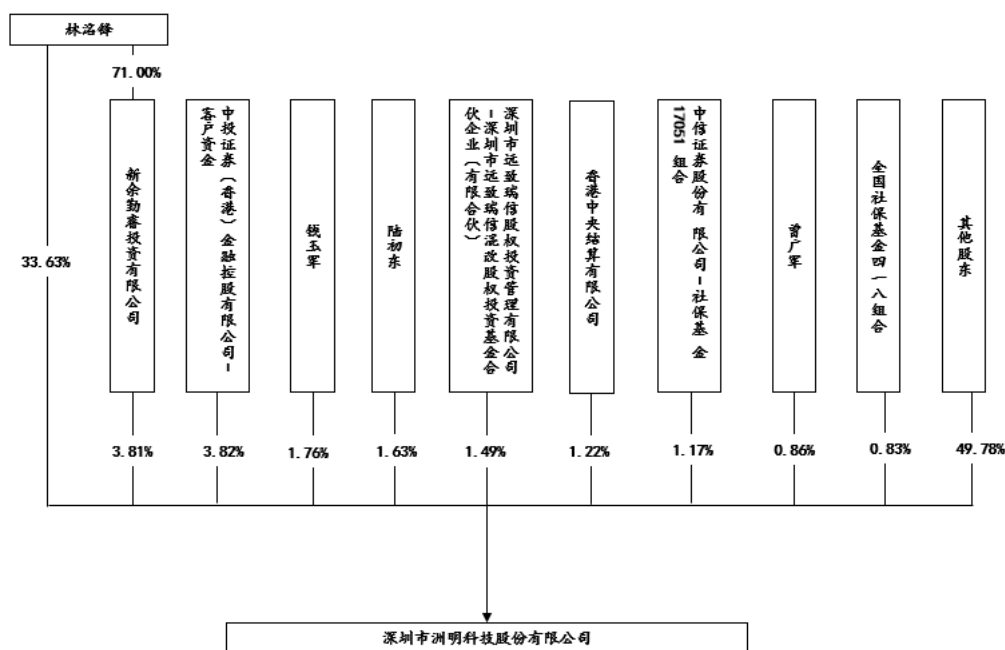 林洺锋
71.00%
33.63%
新余勤睿投资有限公司
中投证券(香港)金融控股有限公司-
客户资金
钱玉军
陆初东
深圳市远致瑞信股权投资管理有限公司
-深圳市远致瑞信混改股权投资基金合
伙企业(有限合伙)
香港中央结算有限公司
中信证券股份有 限公司-社保基 金
17051 组合
曾广军
全国社保基金四一八组合
其他股东
3.81%
3.82%
1.76%
1.63%
1.49%
1.22%
1.17%
0.86%
0.83%
49.78%
深圳市洲明科技股份有限公司